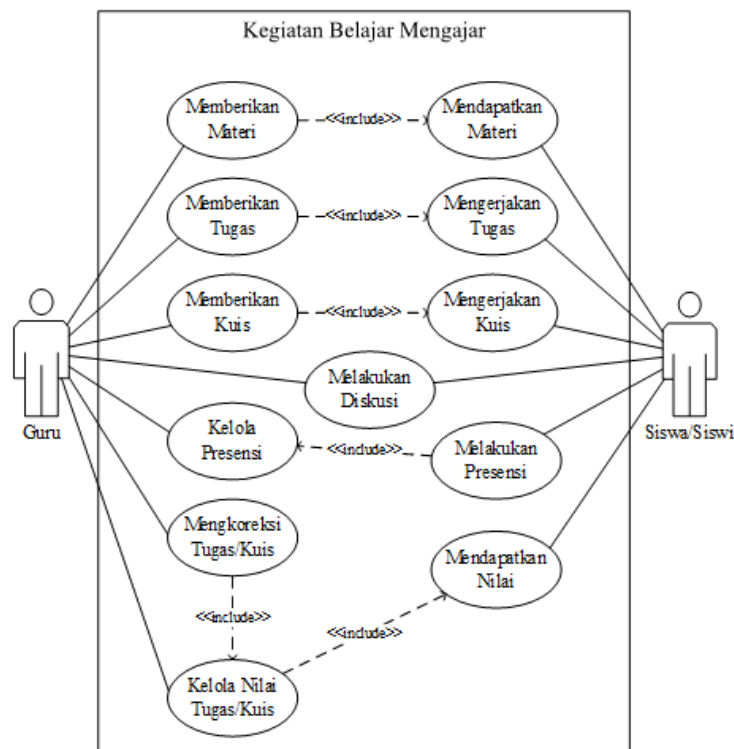 Kegiatan Belajar Mengajar
Memberikan
Materi
<<include>>
Mendapatkan
Materi
Memberikan
Tugas
<<include>>
Mengerjakan
Tugas
Memberikan
Kuis
<<include>>
Mengerjakan
Kuis
Melakukan
Diskusi
Guru
Siswa/Siswi
Kelola
Presensi
<<include>>
Melakukan
Presensi
Mengkoreksi
Tugas/Kuis
Mendapatkan
Nilai
<<include>>
<<include>>
Kelola Nilai
Tugas/Kuis